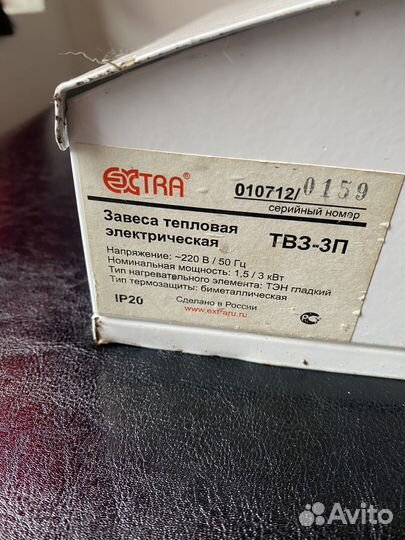 EXTRA®
010712/0159
серийный номер
Завеса тепловая
электрическая
ТВЗ-3П
Напряжение: ~220 В / 50 Гц
Номинальная мощность: 1,5 / 3 кВт
Тип нагревательного элемента: ТЭН гладкий
Тип термозащиты: биметаллическая
IP20
Сделано в России
www.extraru.ru
Avito